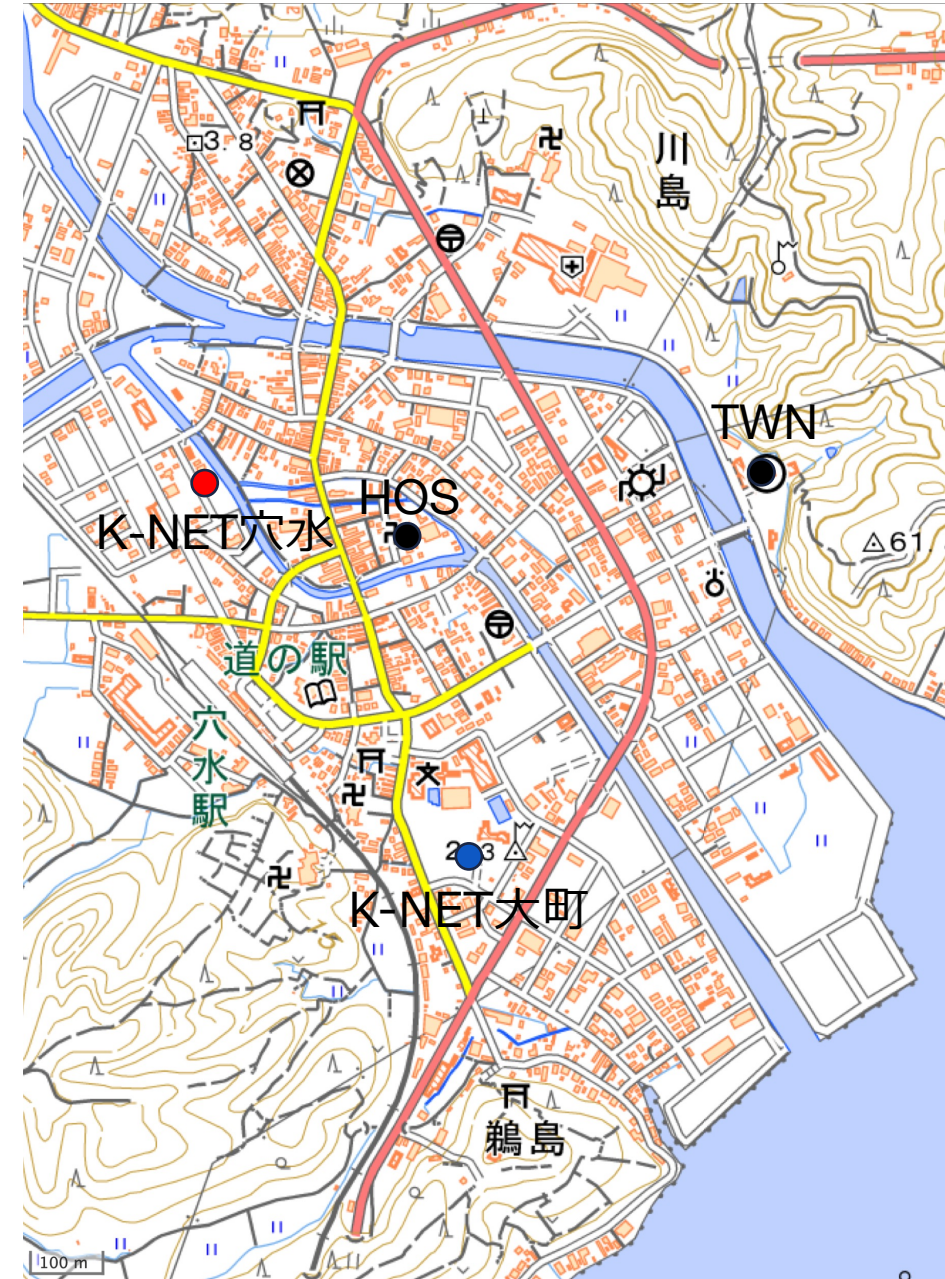 3.8
川島
TWN
HOS
K-NET穴水
61.
道の駅
穴水駅
K-NET大町
鵜島
100 m